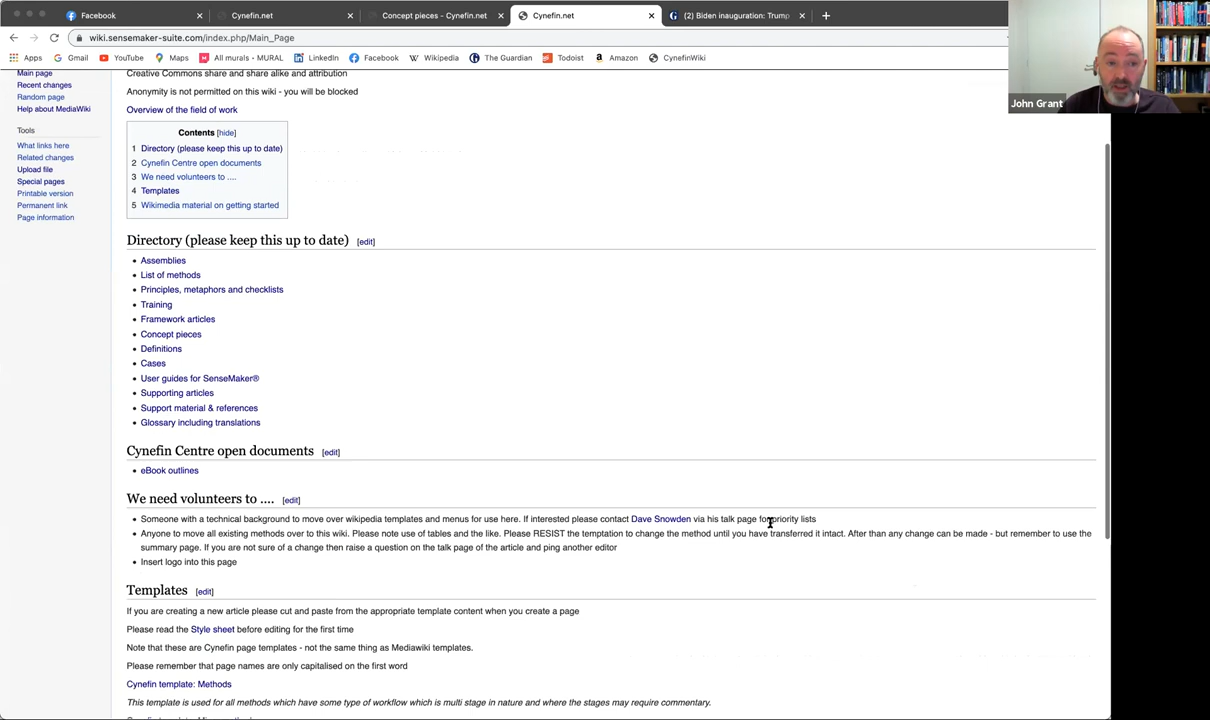 Facebook
Cynefin.net
Concept pieces - Cynefin.net
Cynefin.net
(2) Biden inauguration: Trump
wiki.sensemaker-suite.com/index.php/Main_Page
Apps
Gmail
YouTube
Maps
All murals - MURAL
LinkedIn
Facebook
Wikipedia
The Guardian
Todoist
Amazon
CynefinWiki
John Grant
Main page
Recent changes
Random page
Help about MediaWiki
Tools
What links here
Related changes
Upload file
Special pages
Printable version
Permanent link
Page information
Creative Commons share and share alike and attribution
Anonymity is not permitted on this wiki - you will be blocked
Overview of the field of work
Contents [hide]
1 Directory (please keep this up to date)
2 Cynefin Centre open documents
3 We need volunteers to ....
4 Templates
5 Wikimedia material on getting started
Directory (please keep this up to date) [edit]
• Assemblies
• List of methods
• Principles, metaphors and checklists
• Training
• Framework articles
• Concept pieces
• Definitions
• Cases
• User guides for SenseMaker®
• Supporting articles
• Support material & references
• Glossary including translations
Cynefin Centre open documents [edit]
• eBook outlines
We need volunteers to .... [edit]
• Someone with a technical background to move over wikipedia templates and menus for use here. If interested please contact Dave Snowden via his talk page for priority lists
• Anyone to move all existing methods over to this wiki. Please note use of tables and the like. Please RESIST the temptation to change the method until you have transferred it intact. After than any change can be made - but remember to use the
summary page. If you are not sure of a change then raise a question on the talk page of the article and ping another editor
• Insert logo into this page
Templates [edit]
If you are creating a new article please cut and paste from the appropriate template content when you create a page
Please read the Style sheet before editing for the first time
Note that these are Cynefin page templates - not the same thing as Mediawiki templates.
Please remember that page names are only capitalised on the first word
Cynefin template: Methods
This template is used for all methods which have some type of workflow which is multi stage in nature and where the stages may require commentary.